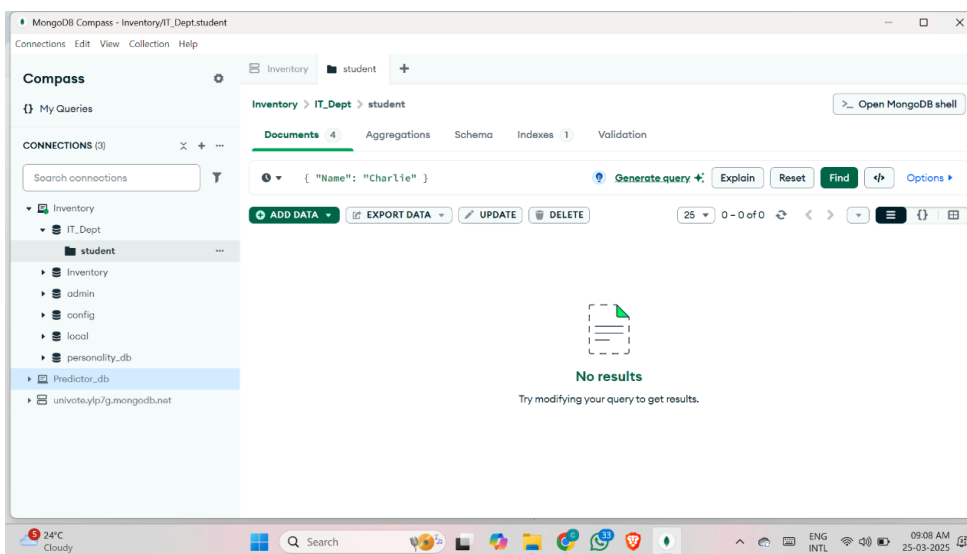 MongoDB Compass - Inventory/IT_Dept.student
Connections Edit View Collection Help
Compass
{} My Queries
CONNECTIONS (3)
Search connections
Inventory
IT_Dept
student
Inventory
admin
config
local
personality_db
Predictor_db
univote.ylp7g.mongodb.net
Inventory student
Inventory > IT_Dept > student
>_ Open MongoDB shell
Documents 4 Aggregations Schema Indexes 1 Validation
{ "Name": "Charlie" }
Generate query Explain Reset Find </> Options
ADD DATA EXPORT DATA UPDATE DELETE
25 0 – 0 of 0 {}
No results
Try modifying your query to get results.
5 24°C
Cloudy
Search
33
ENG
INTL
09:08 AM
25-03-2025